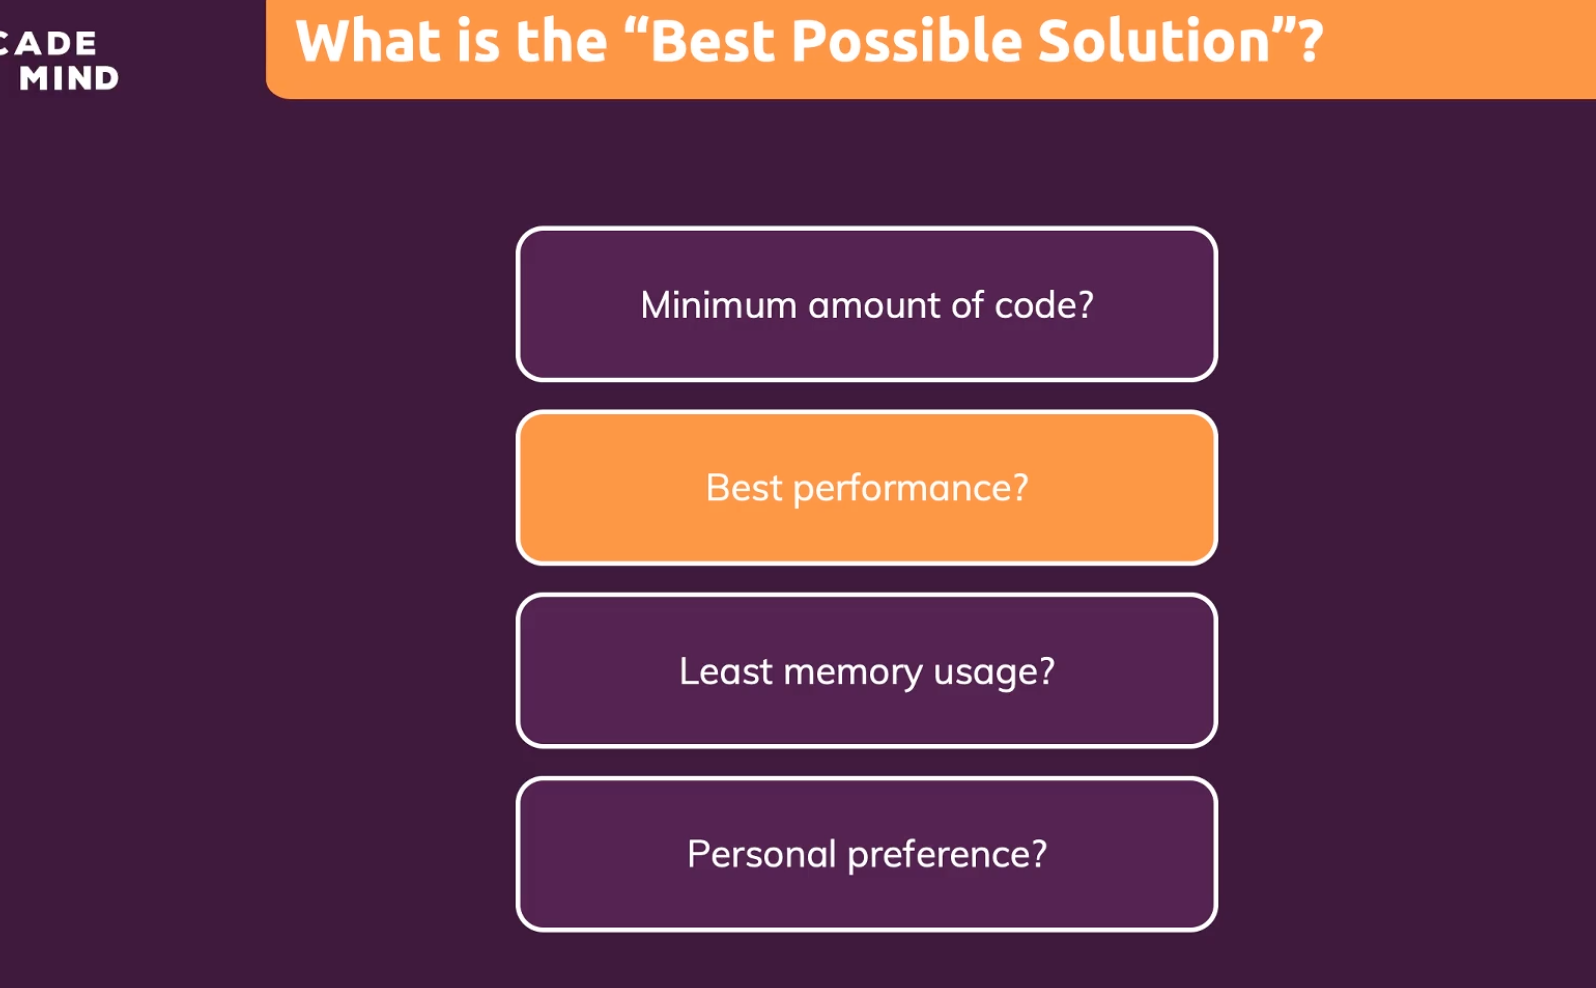 CADE
MIND
What is the “Best Possible Solution”?
Minimum amount of code?
Best performance?
Least memory usage?
Personal preference?